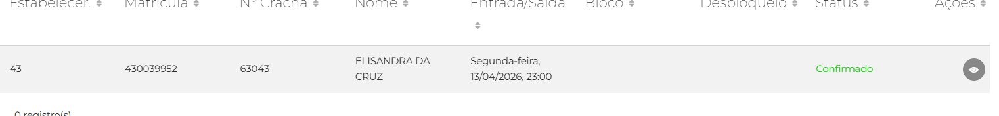 Estabelecer. Matrícula Nº Crachá Nome Entrada/Saída Bloco Desbloqueio Status Ações
43 430039952 63043 ELISANDRA DA CRUZ Segunda-feira, 13/04/2026, 23:00 Confirmado
0 registro(s)